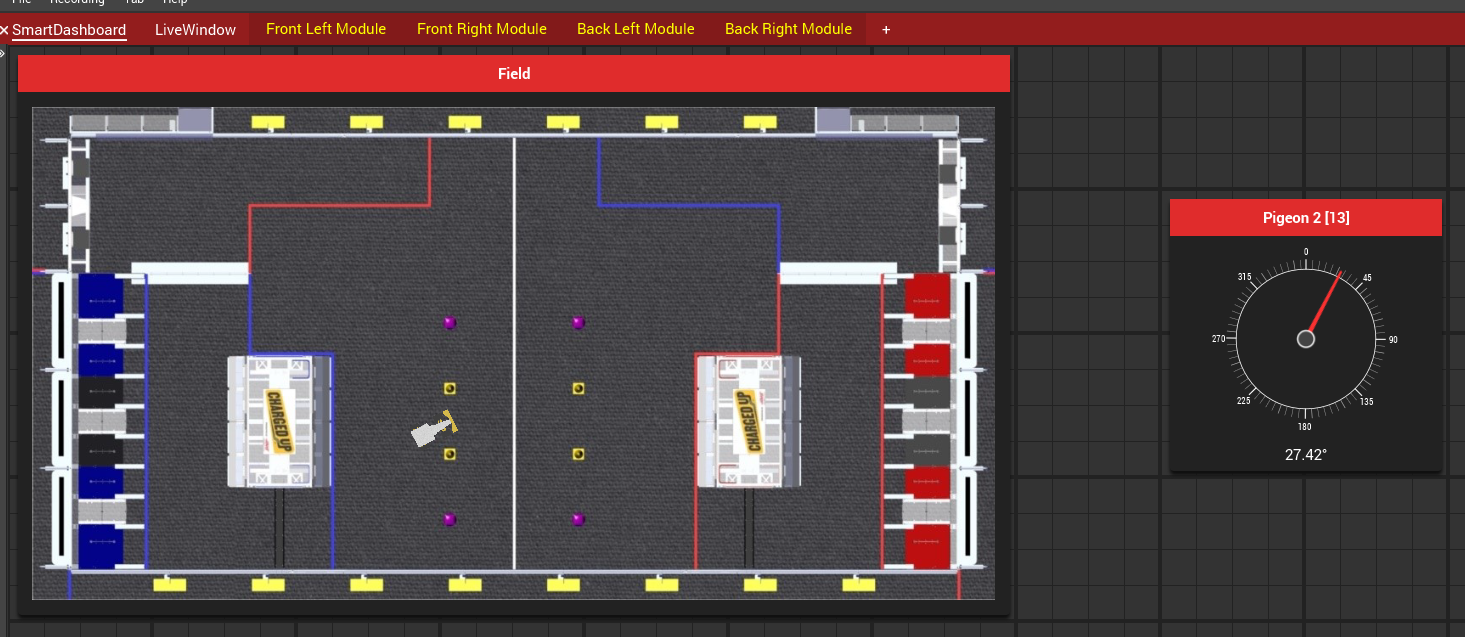 File Recording Tab Help
SmartDashboard LiveWindow Front Left Module Front Right Module Back Left Module Back Right Module +
Field
CHARGED UP
CHARGED UP
Pigeon 2 [13]
0
315 45
270 90
225 135
180
27.42°